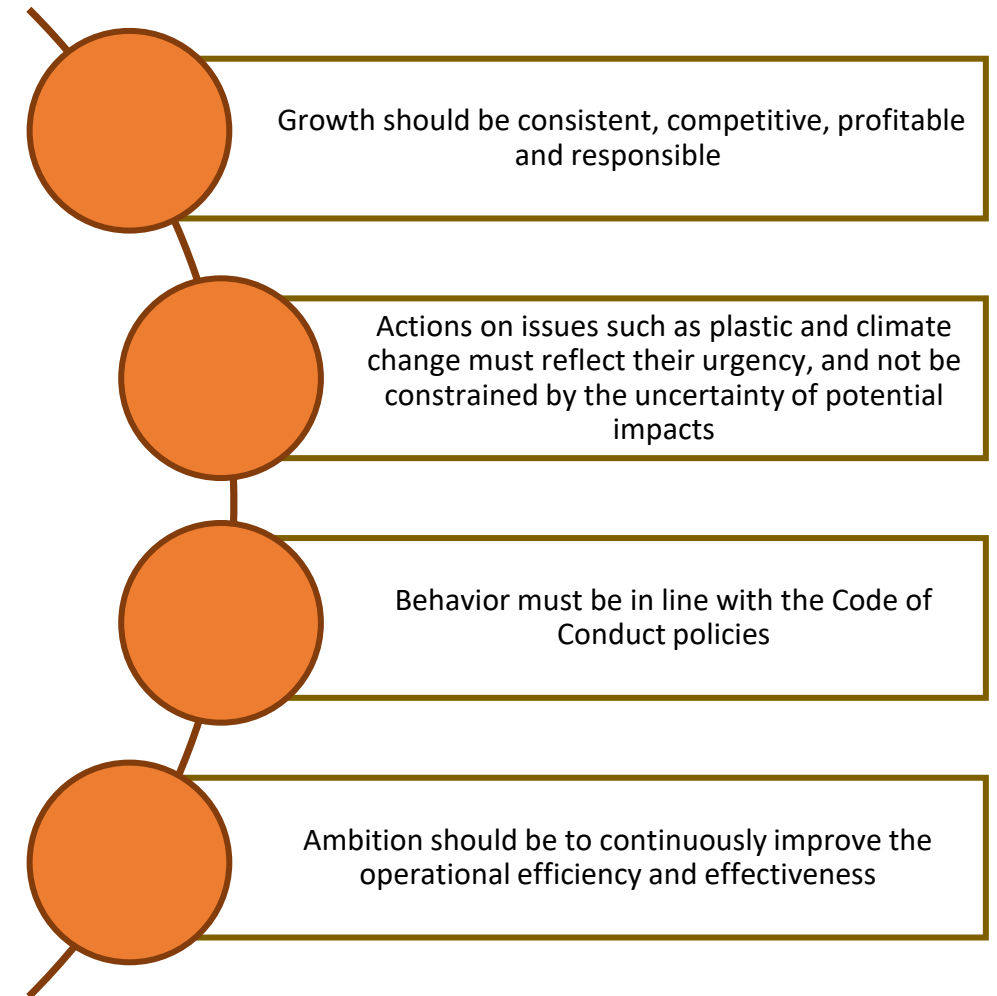 Growth should be consistent, competitive, profitable
and responsible
Actions on issues such as plastic and climate
change must reflect their urgency, and not be
constrained by the uncertainty of potential
impacts
Behavior must be in line with the Code of
Conduct policies
Ambition should be to continuously improve the
operational efficiency and effectiveness